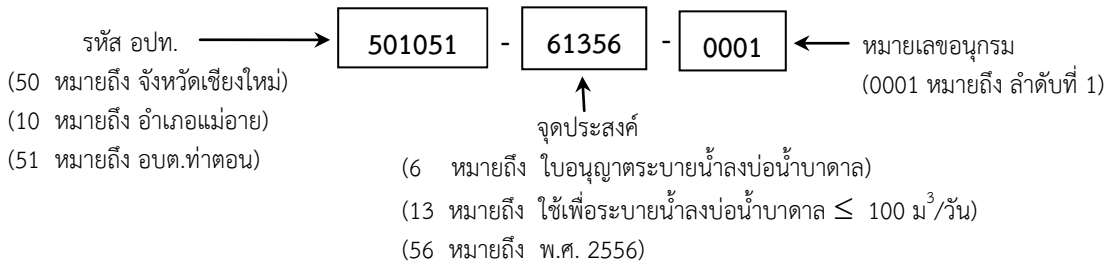 รหัส อปท. 501051 - 61356 - 0001 หมายเลขอนุกรม
(50 หมายถึง จังหวัดเชียงใหม่) (0001 หมายถึง ลำดับที่ 1)
(10 หมายถึง อำเภอแม่อาย)
จุดประสงค์
(51 หมายถึง อบต.ท่าตอน)
(6 หมายถึง ใบอนุญาตระบายน้ำลงบ่อน้ำบาดาล)
(13 หมายถึง ใช้เพื่อระบายน้ำลงบ่อน้ำบาดาล ≤ 100 ม³/วัน)
(56 หมายถึง พ.ศ. 2556)